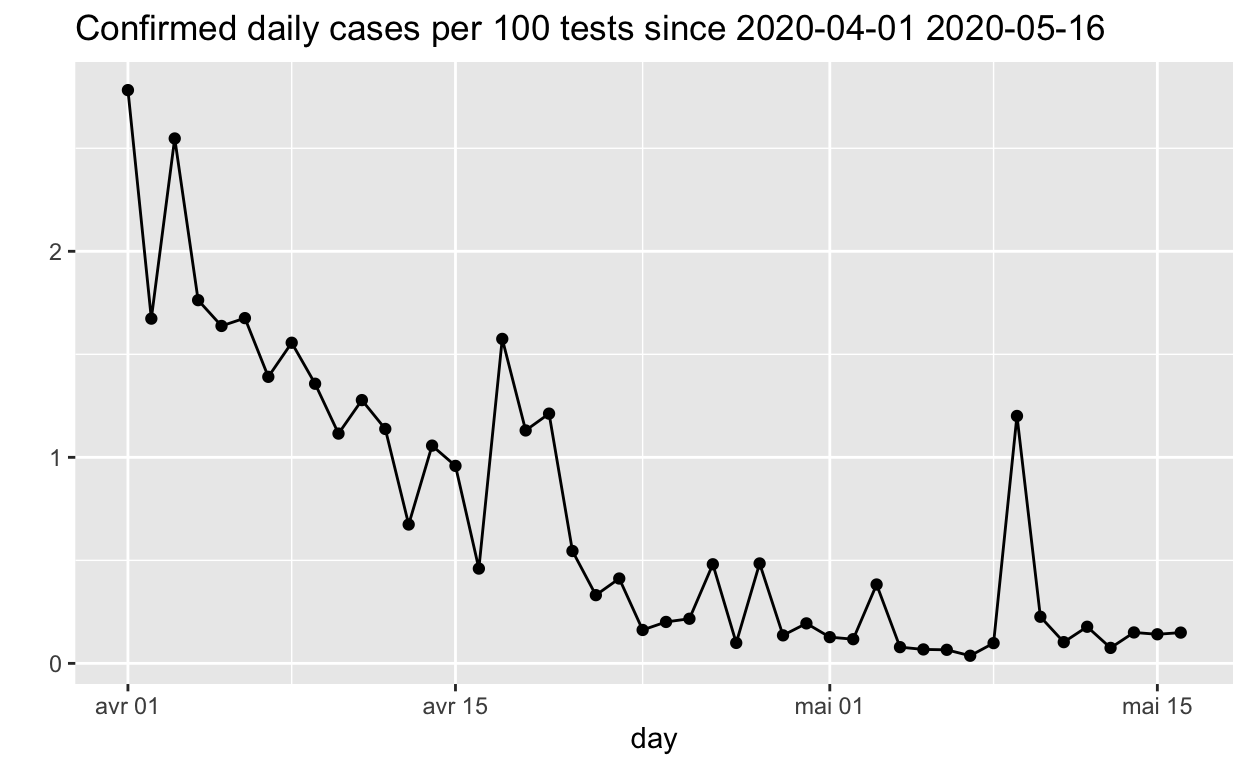 Confirmed daily cases per 100 tests since 2020-04-01 2020-05-16
2
1
0
avr 01 avr 15 mai 01 mai 15
day